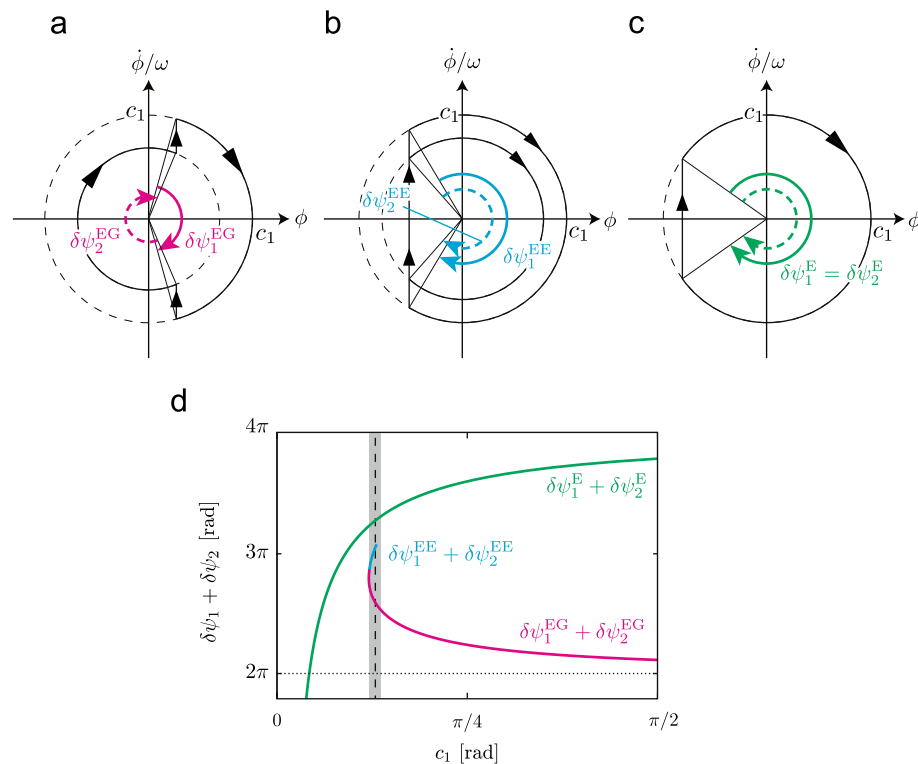 a b c
ϕ̇/ω ϕ̇/ω ϕ̇/ω
c₁ c₁ c₁
δψ₂ᴱᴱ
ϕ ϕ ϕ
δψ₂ᴱᴳ δψ₁ᴱᴳ c₁ δψ₁ᴱᴱ c₁ c₁
δψ₁ᴱ = δψ₂ᴱ
d
4π
δψ₁ᴱ + δψ₂ᴱ
3π
δψ₁ᴱᴱ + δψ₂ᴱᴱ
δψ₁ + δψ₂ [rad]
δψ₁ᴱᴳ + δψ₂ᴱᴳ
2π
0 π/4 π/2
c₁ [rad]